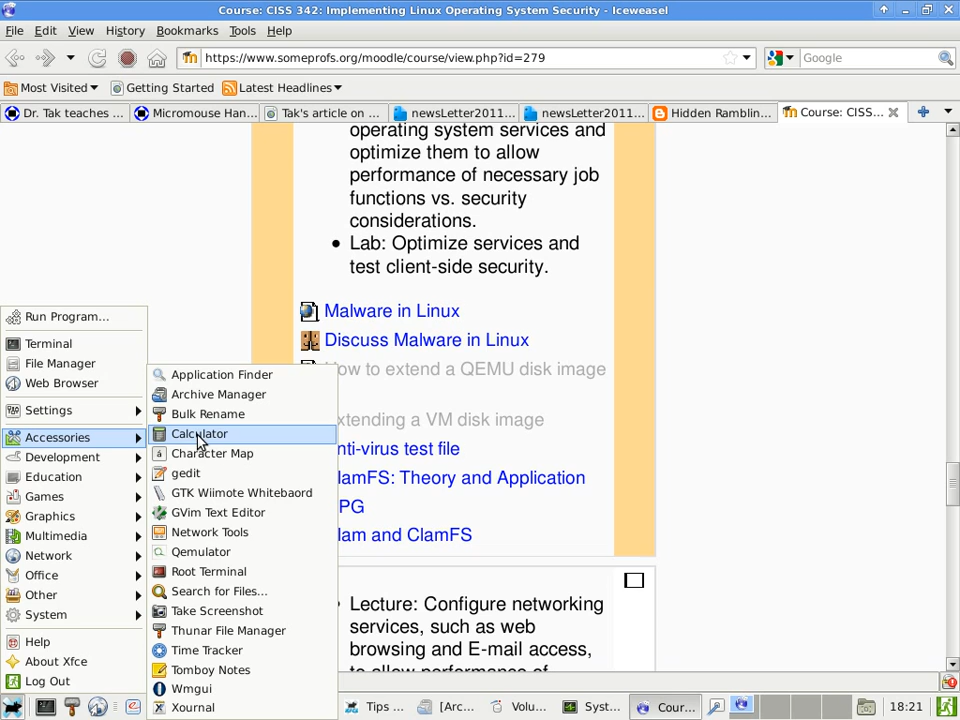 Course: CISS 342: Implementing Linux Operating System Security - Iceweasel
File Edit View History Bookmarks Tools Help
https://www.someprofs.org/moodle/course/view.php?id=279
Google
Most Visited Getting Started Latest Headlines
Dr. Tak teaches ... Micromouse Han... Tak's article on ... newsLetter2011... newsLetter2011... Hidden Ramblin... Course: CISS...
operating system services and
optimize them to allow
performance of necessary job
functions vs. security
considerations.
• Lab: Optimize services and
test client-side security.
Malware in Linux
Discuss Malware in Linux
How to extend a QEMU disk image
xtending a VM disk image
nti-virus test file
lamFS: Theory and Application
PG
lam and ClamFS
• Lecture: Configure networking
services, such as web
browsing and E-mail access,
to allow performance of
Run Program...
Terminal
File Manager
Web Browser
Settings
Accessories
Development
Education
Games
Graphics
Multimedia
Network
Office
Other
System
Help
About Xfce
Log Out
Application Finder
Archive Manager
Bulk Rename
Calculator
Character Map
gedit
GTK Wiimote Whitebaord
GVim Text Editor
Network Tools
Qemulator
Root Terminal
Search for Files...
Take Screenshot
Thunar File Manager
Time Tracker
Tomboy Notes
Wmgui
Xournal
Tips ... [Arc... Volu... Syst... Cour... 18:21